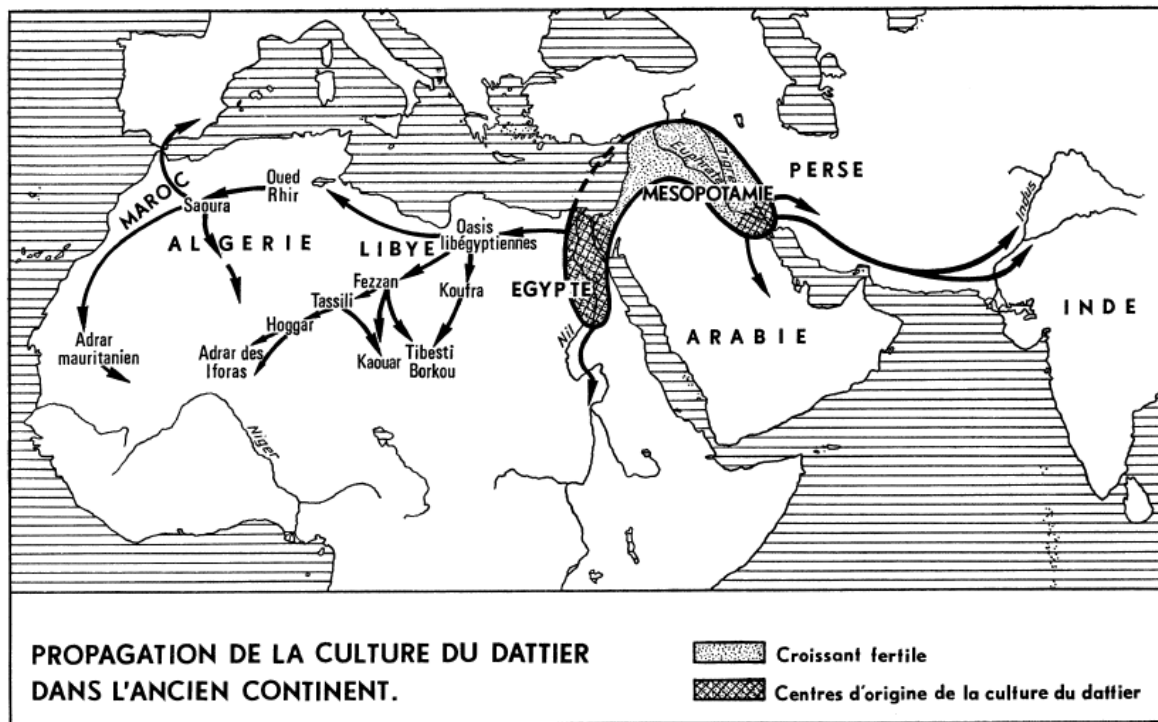 PERSE
Euphrate
Tigre
MÉSOPOTAMIE
Indus
MAROC
Oued
Rhir
Saoura
ALGERIE
LIBYE
Oasis
libégyptiennes
EGYPTE
Fezzan
Koufra
Tassili
Hoggar
ARABIE
INDE
Adrar
mauritanien
Adrar des
Iforas
Kaouar
Tibesti
Borkou
Nil
Niger
PROPAGATION DE LA CULTURE DU DATTIER
DANS L'ANCIEN CONTINENT.
Croissant fertile
Centres d'origine de la culture du dattier